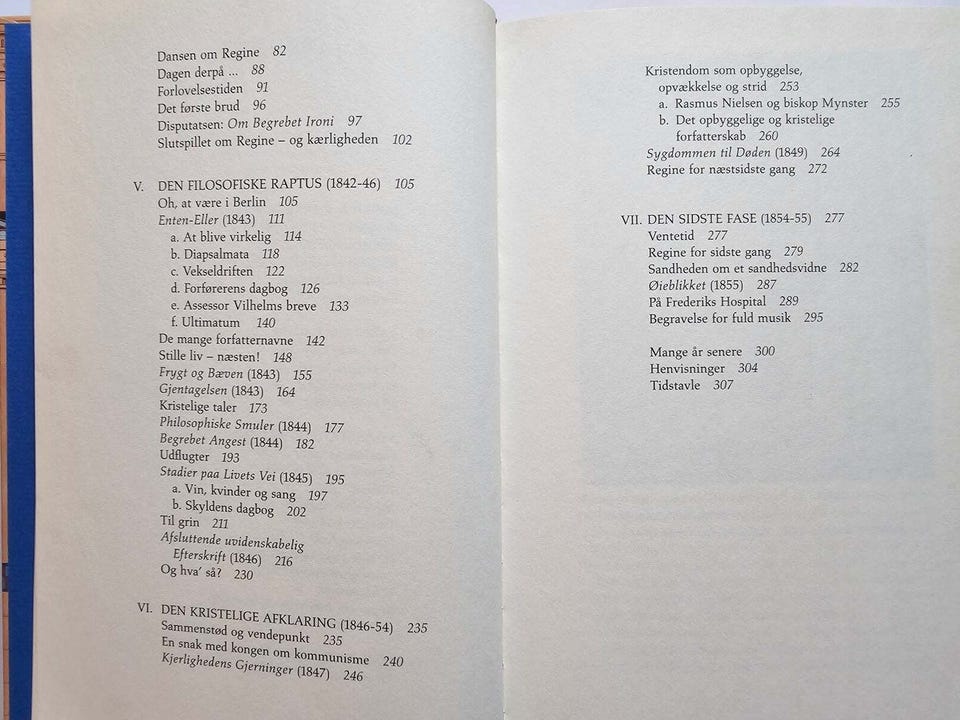 Dansen om Regine 82
Dagen derpå ... 88
Forlovelsestiden 91
Det første brud 96
Disputatsen: Om Begrebet Ironi 97
Slutspillet om Regine – og kærligheden 102
V. DEN FILOSOFISKE RAPTUS (1842-46) 105
Oh, at være i Berlin 105
Enten-Eller (1843) 111
a. At blive virkelig 114
b. Diapsalmata 118
c. Vekseldriften 122
d. Forførerens dagbog 126
e. Assessor Vilhelms breve 133
f. Ultimatum 140
De mange forfatternavne 142
Stille liv – næsten! 148
Frygt og Bæven (1843) 155
Gjentagelsen (1843) 164
Kristelige taler 173
Philosophiske Smuler (1844) 177
Begrebet Angest (1844) 182
Udflugter 193
Stadier paa Livets Vei (1845) 195
a. Vin, kvinder og sang 197
b. Skyldens dagbog 202
Til grin 211
Afsluttende uvidenskabelig
Efterskrift (1846) 216
Og hva' så? 230
VI. DEN KRISTELIGE AFKLARING (1846-54) 235
Sammenstød og vendepunkt 235
En snak med kongen om kommunisme 240
Kjerlighedens Gjerninger (1847) 246
Kristendom som opbyggelse,
opvækkelse og strid 253
a. Rasmus Nielsen og biskop Mynster 255
b. Det opbyggelige og kristelige
forfatterskab 260
Sygdommen til Døden (1849) 264
Regine for næstsidste gang 272
VII. DEN SIDSTE FASE (1854-55) 277
Ventetid 277
Regine for sidste gang 279
Sandheden om et sandhedsvidne 282
Øieblikket (1855) 287
På Frederiks Hospital 289
Begravelse for fuld musik 295
Mange år senere 300
Henvisninger 304
Tidstavle 307